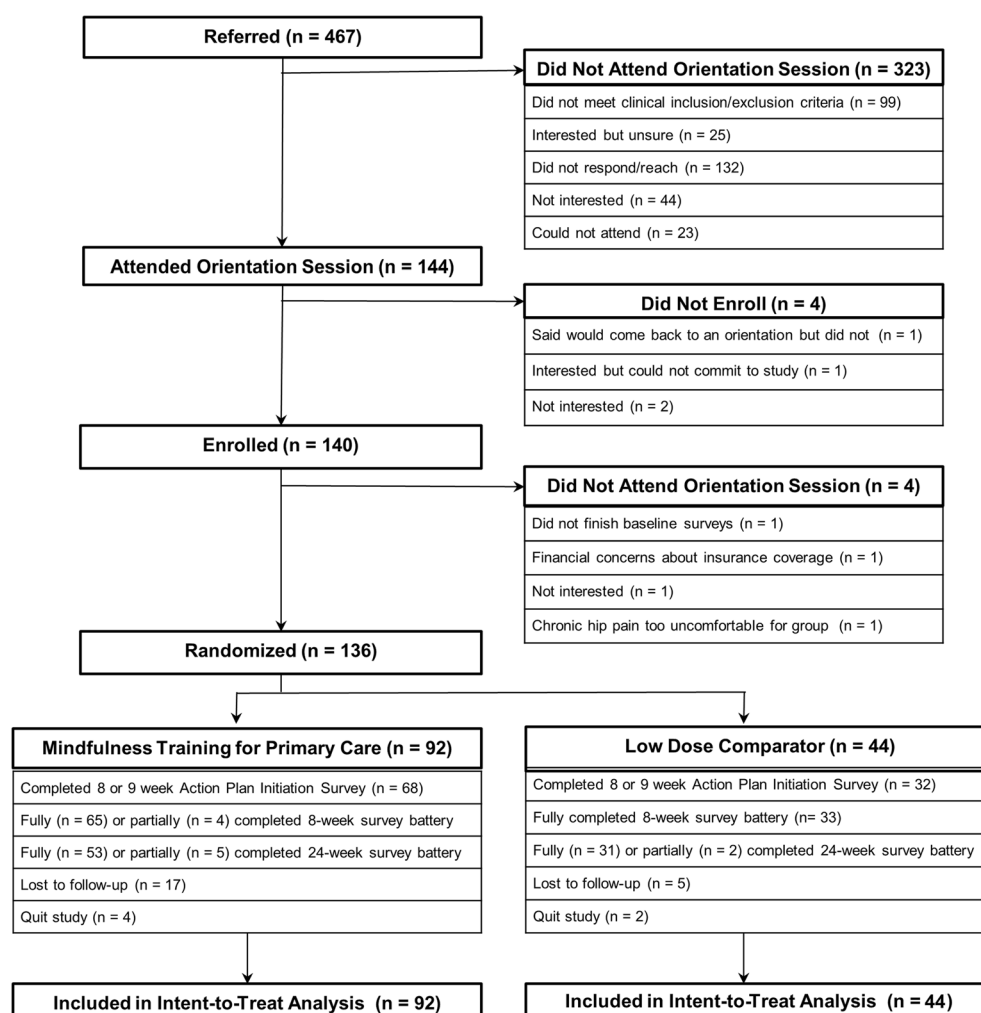 Referred (n = 467)
Did Not Attend Orientation Session (n = 323)
Did not meet clinical inclusion/exclusion criteria (n = 99)
Interested but unsure (n = 25)
Did not respond/reach (n = 132)
Not interested (n = 44)
Could not attend (n = 23)
Attended Orientation Session (n = 144)
Did Not Enroll (n = 4)
Said would come back to an orientation but did not (n = 1)
Interested but could not commit to study (n = 1)
Not interested (n = 2)
Enrolled (n = 140)
Did Not Attend Orientation Session (n = 4)
Did not finish baseline surveys (n = 1)
Financial concerns about insurance coverage (n = 1)
Not interested (n = 1)
Chronic hip pain too uncomfortable for group (n = 1)
Randomized (n = 136)
Mindfulness Training for Primary Care (n = 92)
Completed 8 or 9 week Action Plan Initiation Survey (n = 68)
Fully (n = 65) or partially (n = 4) completed 8-week survey battery
Fully (n = 53) or partially (n = 5) completed 24-week survey battery
Lost to follow-up (n = 17)
Quit study (n = 4)
Included in Intent-to-Treat Analysis (n = 92)
Low Dose Comparator (n = 44)
Completed 8 or 9 week Action Plan Initiation Survey (n = 32)
Fully completed 8-week survey battery (n= 33)
Fully (n = 31) or partially (n = 2) completed 24-week survey battery
Lost to follow-up (n = 5)
Quit study (n = 2)
Included in Intent-to-Treat Analysis (n = 44)